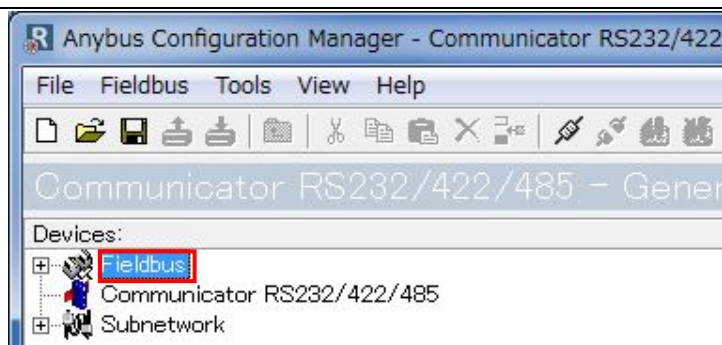 Anybus Configuration Manager - Communicator RS232/422
File Fieldbus Tools View Help
Communicator RS232/422/485 - Gener
Devices:
Fieldbus
Communicator RS232/422/485
Subnetwork